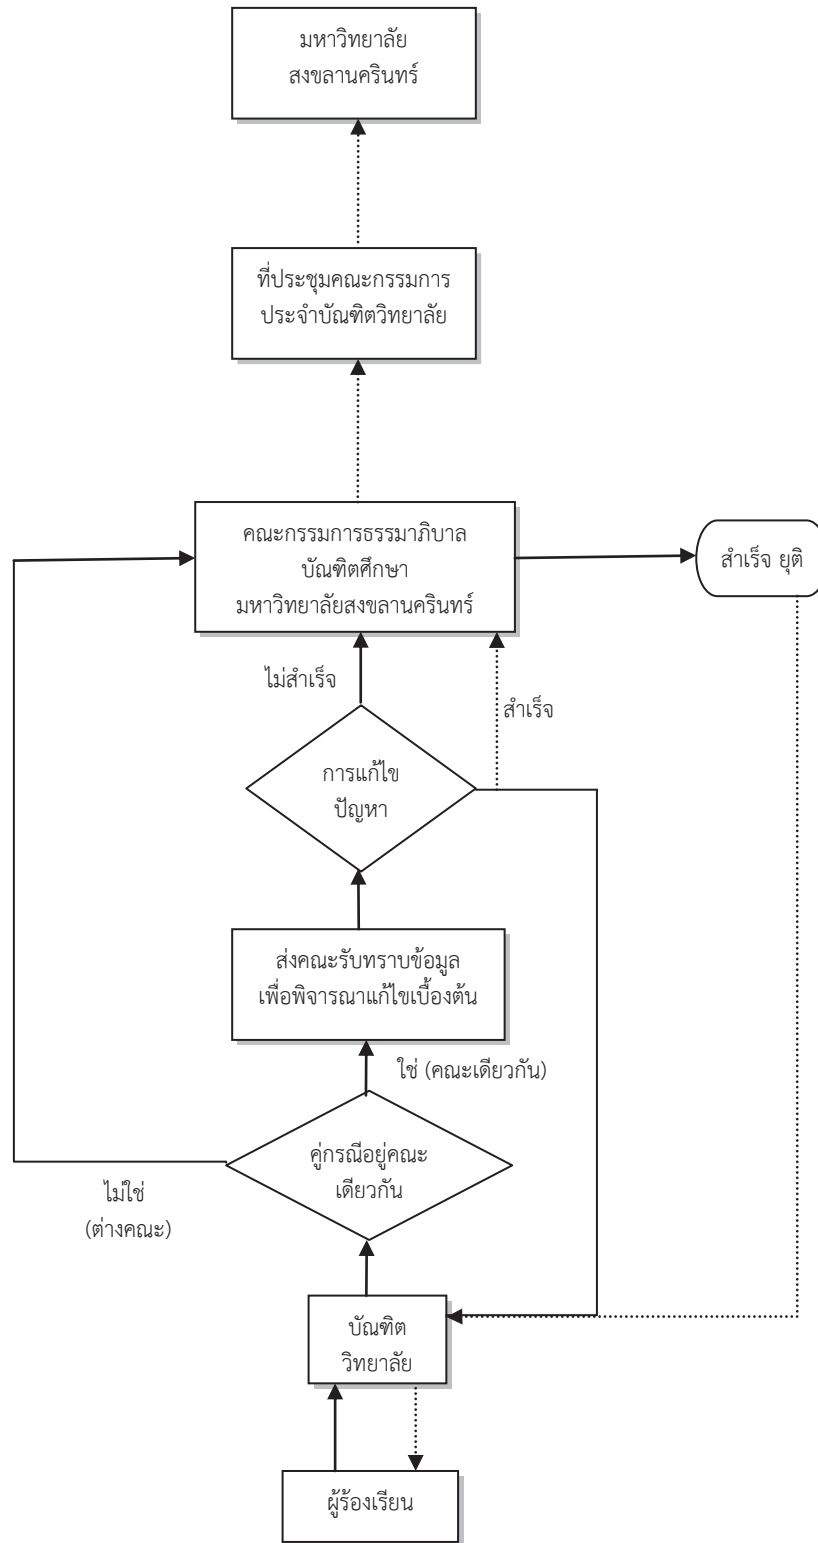 มหาวิทยาลัย
สงขลานครินทร์
ที่ประชุมคณะกรรมการ
ประจำบัณฑิตวิทยาลัย
คณะกรรมการธรรมาภิบาล
บัณฑิตศึกษา
มหาวิทยาลัยสงขลานครินทร์
สำเร็จ ยุติ
ไม่สำเร็จ
สำเร็จ
การแก้ไข
ปัญหา
ส่งคณะรับทราบข้อมูล
เพื่อพิจารณาแก้ไขเบื้องต้น
ใช่ (คณะเดียวกัน)
คู่กรณีอยู่คณะ
เดียวกัน
ไม่ใช่
(ต่างคณะ)
บัณฑิต
วิทยาลัย
ผู้ร้องเรียน